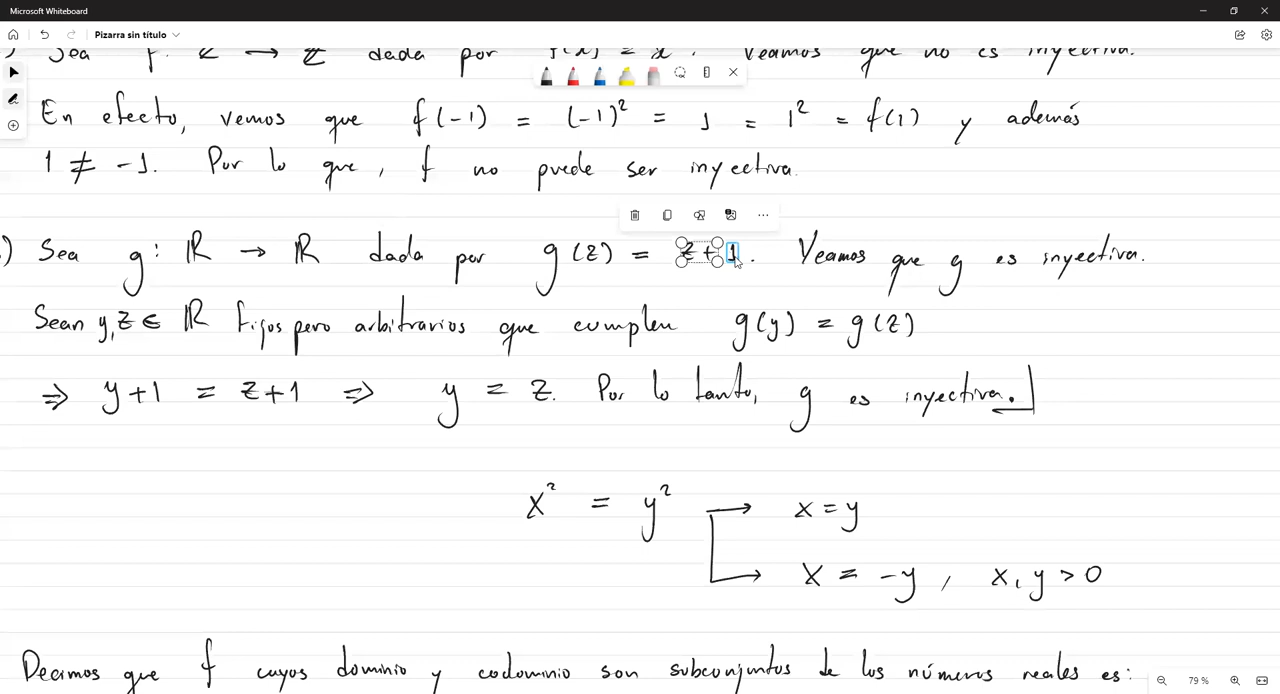 Microsoft Whiteboard
Pizarra sin título
Sea f: Z → Z dada por f(x) = x². Veamos que no es inyectiva.
En efecto, vemos que f(-1) = (-1)² = 1 = 1² = f(1) y además
1 ≠ -1. Por lo que, f no puede ser inyectiva.
.) Sea g: ℝ → ℝ dada por g(z) = z+1. Veamos que g es inyectiva.
Sean y, z ∈ ℝ fijos pero arbitrarios que cumplen g(y) = g(z)
⇒ y+1 = z+1 ⇒ y = z. Por lo tanto, g es inyectiva.
x² = y² → x = y
→ x = -y, x, y > 0
Decimos que f cuyos dominio y codominio son subconjuntos de los números reales es:
79 %